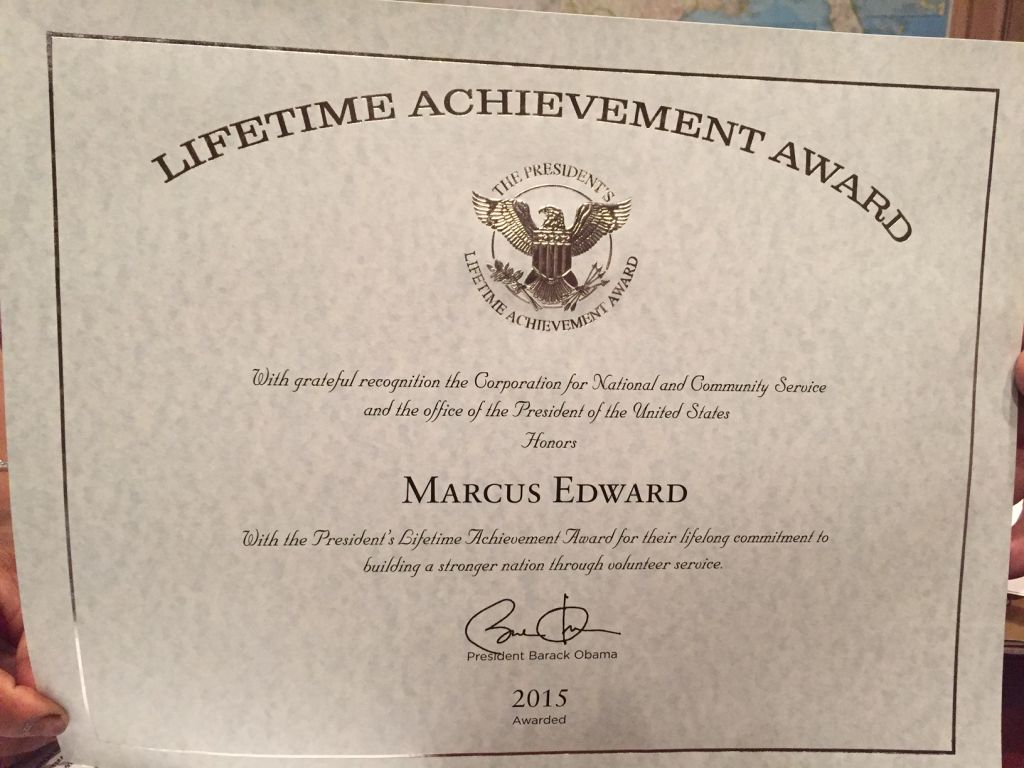 LIFETIME ACHIEVEMENT AWARD
THE PRESIDENT'S
LIFETIME ACHIEVEMENT AWARD
With grateful recognition the Corporation for National and Community Service
and the office of the President of the United States
Honors
MARCUS EDWARD
With the President's Lifetime Achievement Award for their lifelong commitment to
building a stronger nation through volunteer service.
President Barack Obama
2015
Awarded